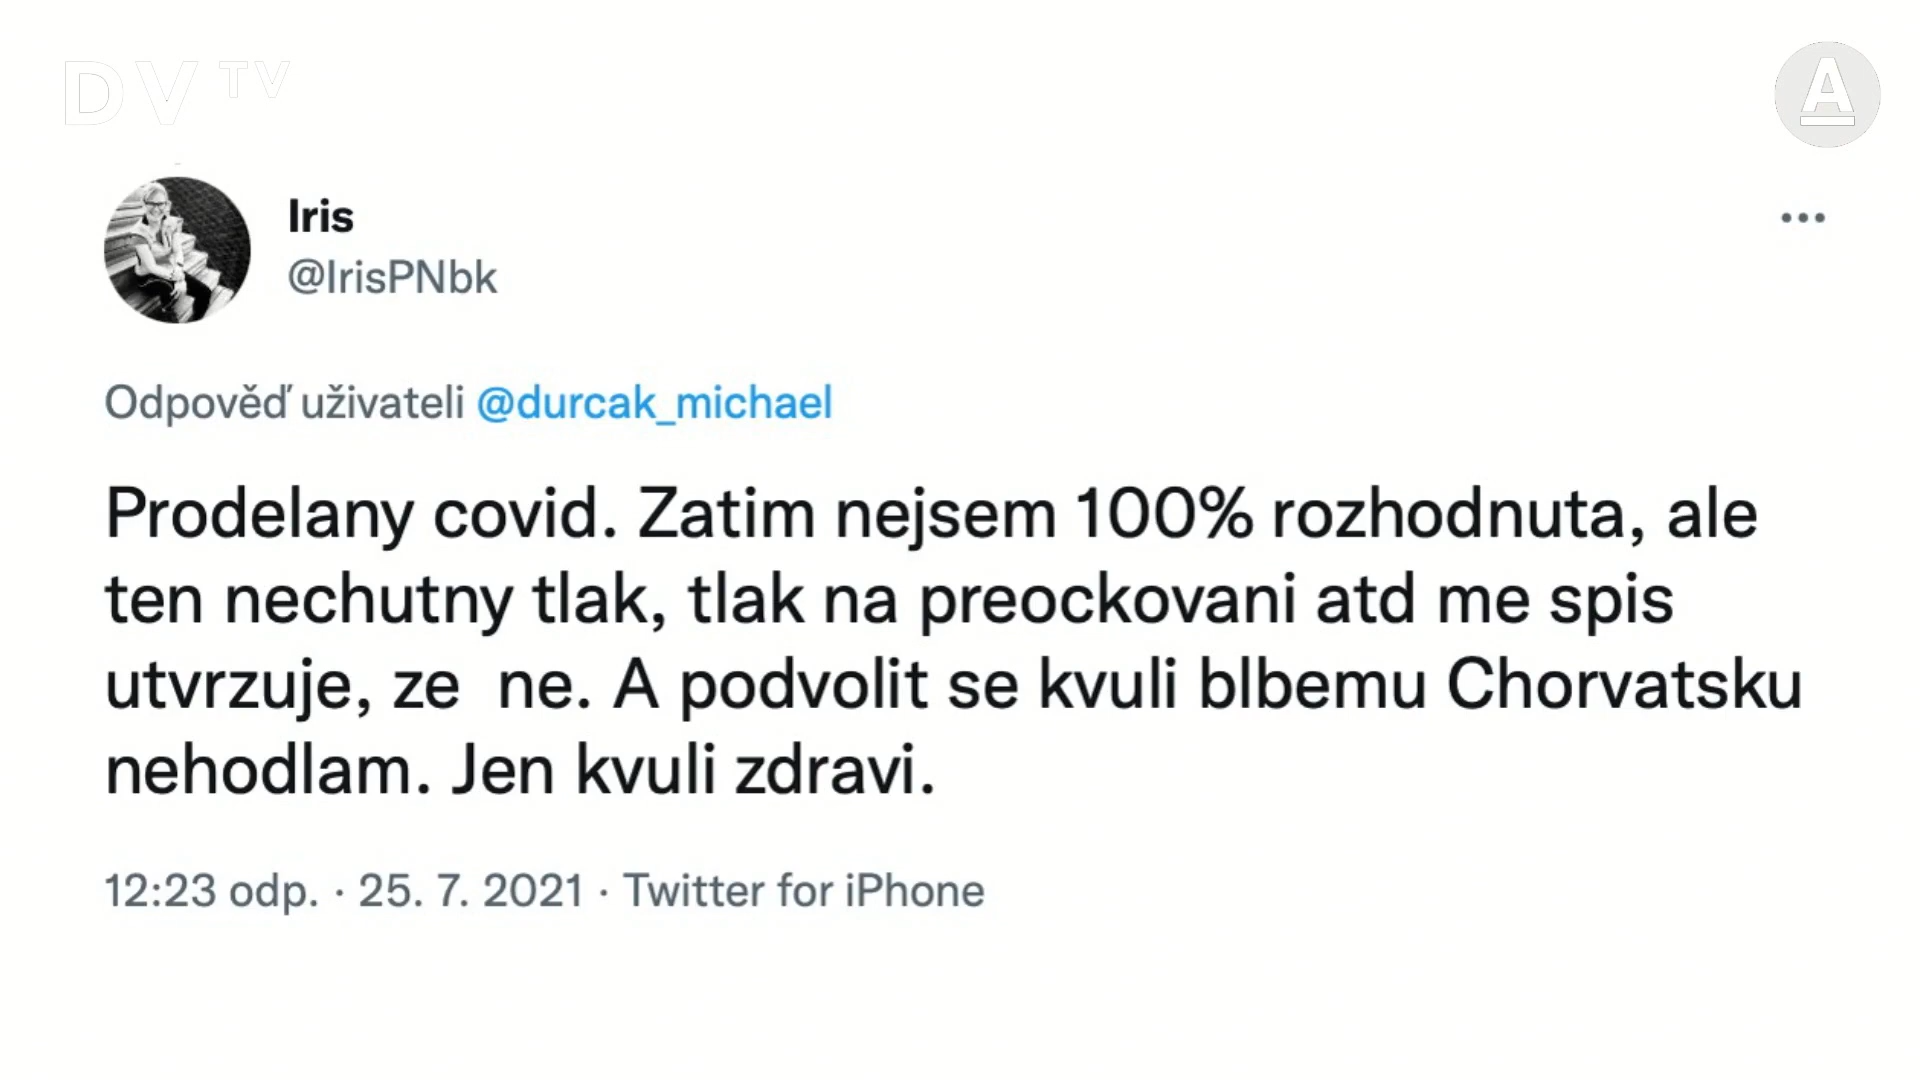 DVTV
A
Iris
@IrisPNbk
Odpověď uživateli @durcak_michael
Prodelany covid. Zatim nejsem 100% rozhodnuta, ale
ten nechutny tlak, tlak na preockovani atd me spis
utvrzuje, ze  ne. A podvolit se kvuli blbemu Chorvatsku
nehodlam. Jen kvuli zdravi.
12:23 odp. · 25. 7. 2021 · Twitter for iPhone